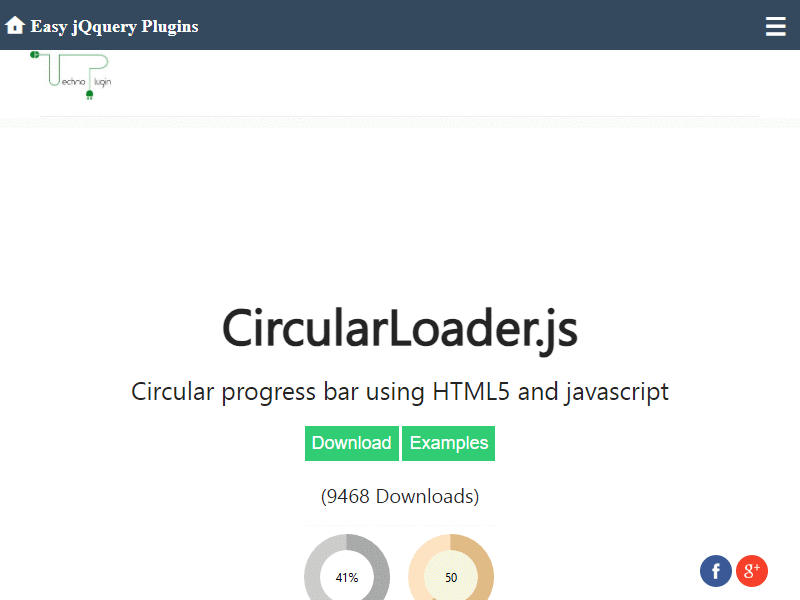 Easy jQquery Plugins
echno lugin
CircularLoader.js
Circular progress bar using HTML5 and javascript
Download Examples
(9468 Downloads)
41% 50
f g+